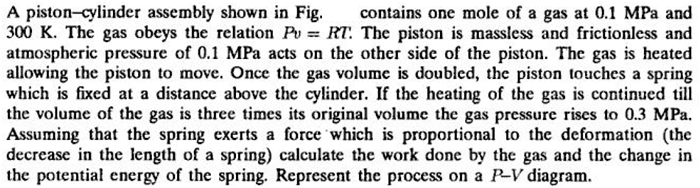 A piston–cylinder assembly shown in Fig. contains one mole of a gas at 0.1 MPa and
300 K. The gas obeys the relation Pv = RT. The piston is massless and frictionless and
atmospheric pressure of 0.1 MPa acts on the other side of the piston. The gas is heated
allowing the piston to move. Once the gas volume is doubled, the piston touches a spring
which is fixed at a distance above the cylinder. If the heating of the gas is continued till
the volume of the gas is three times its original volume the gas pressure rises to 0.3 MPa.
Assuming that the spring exerts a force which is proportional to the deformation (the
decrease in the length of a spring) calculate the work done by the gas and the change in
the potential energy of the spring. Represent the process on a P–V diagram.